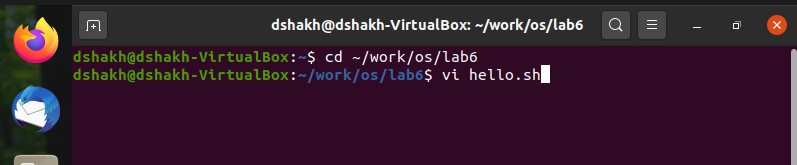 dshakh@dshakh-VirtualBox: ~/work/os/lab6
dshakh@dshakh-VirtualBox:~$ cd ~/work/os/lab6
dshakh@dshakh-VirtualBox:~/work/os/lab6$ vi hello.sh